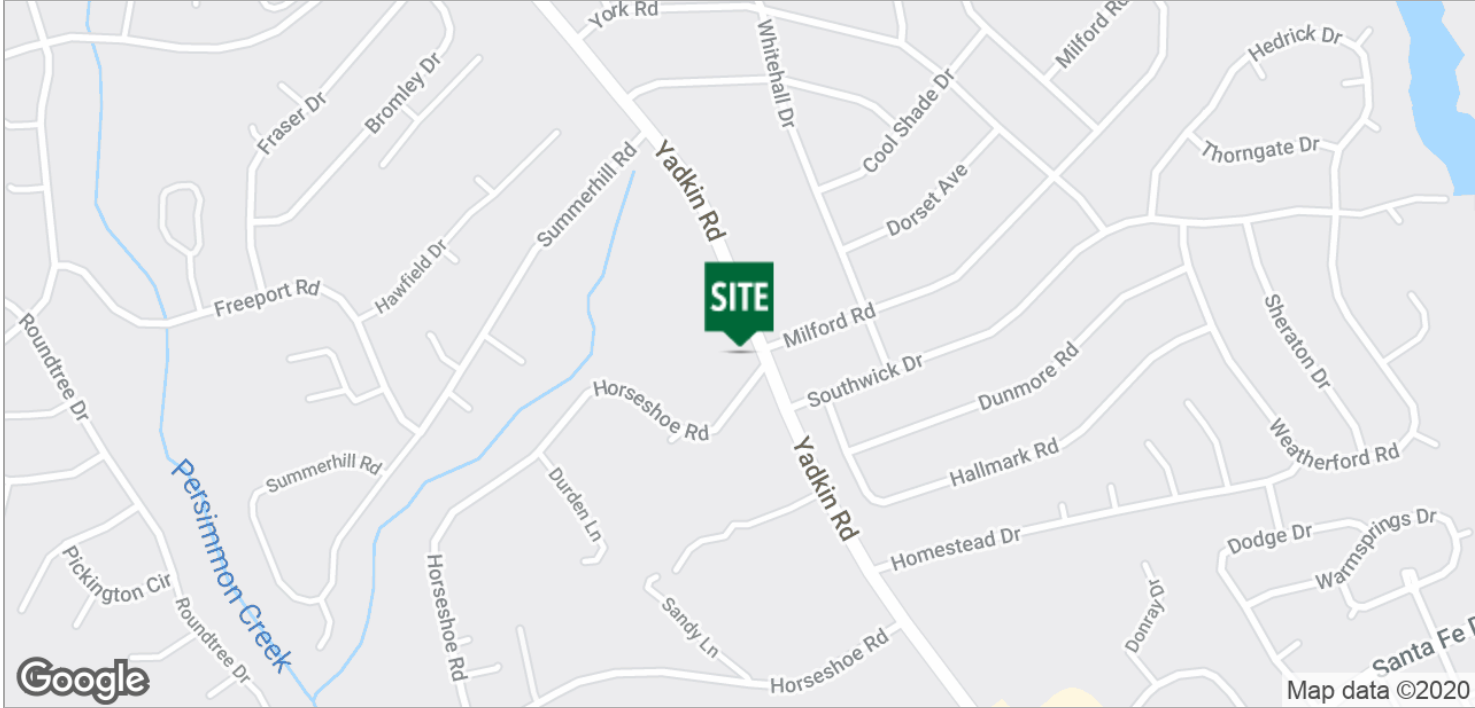 York Rd
Whitehall Dr
Milford Rd
Hedrick Dr
Fraser Dr
Bromley Dr
Cool Shade Dr
Thorngate Dr
Summerhill Rd
Yadkin Rd
Dorset Ave
Hawfield Dr
Freeport Rd
SITE
Milford Rd
Roundtree Dr
Sheraton Dr
Southwick Dr
Dunmore Rd
Horseshoe Rd
Weatherford Rd
Summerhill Rd
Hallmark Rd
Durden Ln
Yadkin Rd
Persimmon Creek
Homestead Dr
Dodge Dr
Warmsprings Dr
Pickington Cir
Roundtree Dr
Horseshoe Rd
Sandy Ln
Donray Dr
Horseshoe Rd
Santa Fe
Google
Map data ©2020